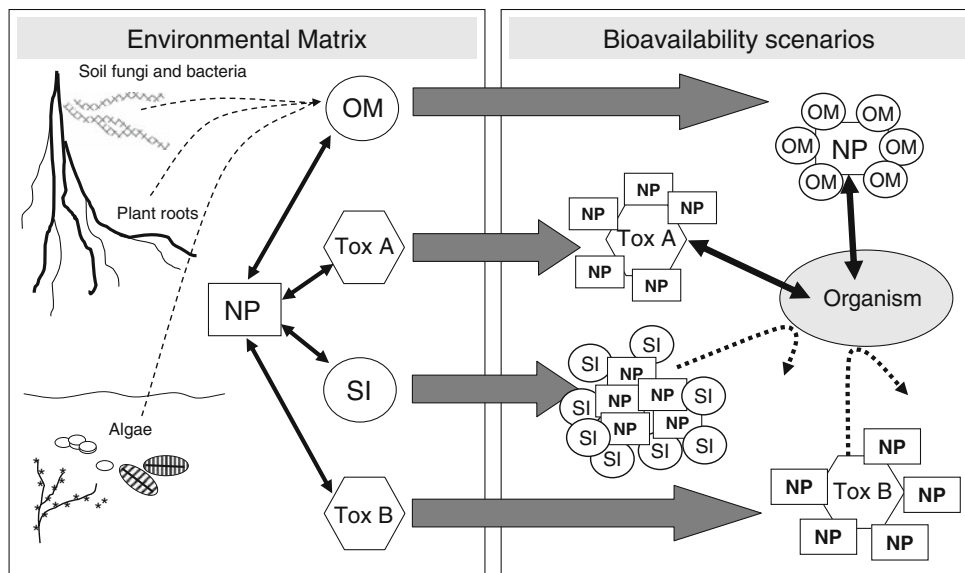 Environmental Matrix
Bioavailability scenarios
Soil fungi and bacteria
OM
Plant roots
Tox A
NP
SI
Algae
Tox B
OM
OM
OM
OM
OM
OM
NP
NP
NP
NP
NP
NP
Tox A
Organism
SI
SI
SI
SI
SI
SI
SI
SI
NP
NP
NP
NP
NP
NP
NP
NP
NP
NP
Tox B